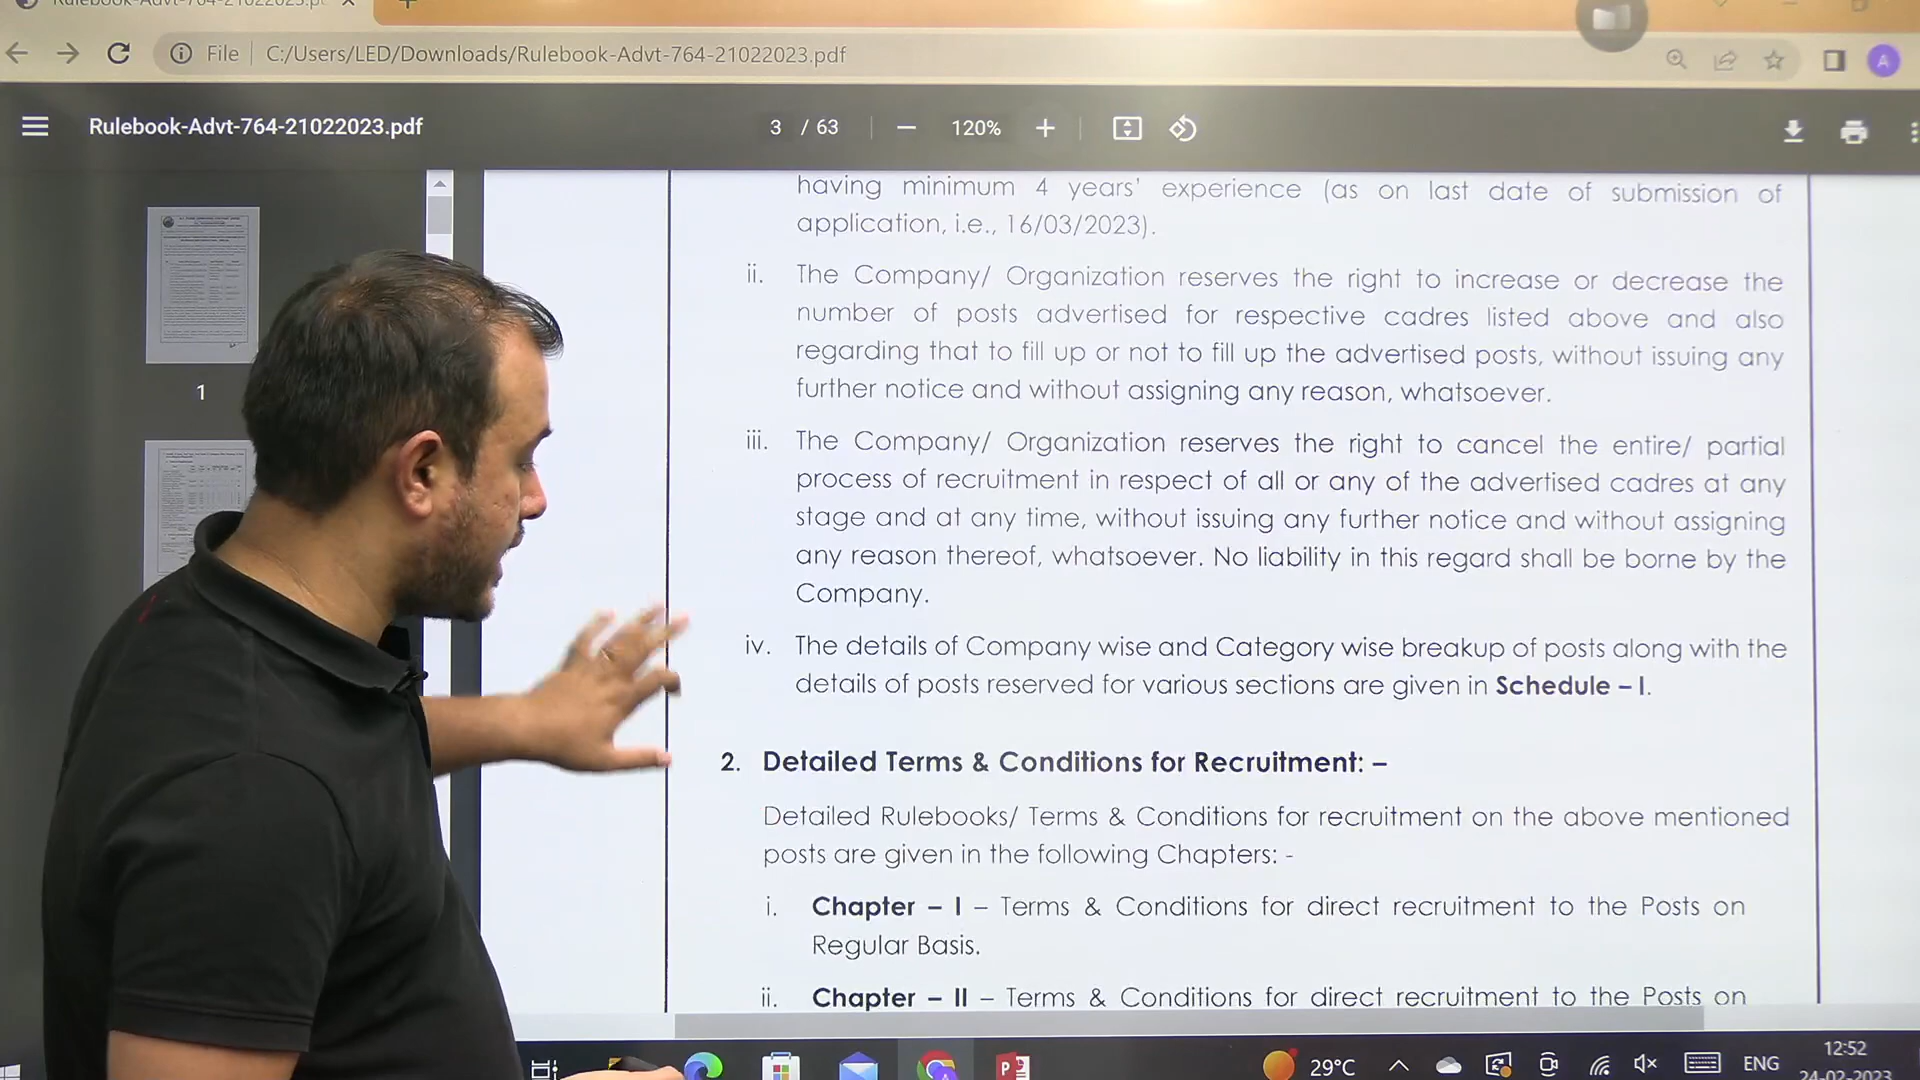 Rulebook-Advt-764-21022023.pdf
File
C:/Users/LED/Downloads/Rulebook-Advt-764-21022023.pdf
A
Rulebook-Advt-764-21022023.pdf
3 / 63
120%
having minimum 4 years' experience (as on last date of submission of
application, i.e., 16/03/2023).
ii. The Company/ Organization reserves the right to increase or decrease the
number of posts advertised for respective cadres listed above and also
regarding that to fill up or not to fill up the advertised posts, without issuing any
further notice and without assigning any reason, whatsoever.
1
iii. The Company/ Organization reserves the right to cancel the entire/ partial
process of recruitment in respect of all or any of the advertised cadres at any
stage and at any time, without issuing any further notice and without assigning
any reason thereof, whatsoever. No liability in this regard shall be borne by the
Company.
iv. The details of Company wise and Category wise breakup of posts along with the
details of posts reserved for various sections are given in Schedule – I.
2. Detailed Terms & Conditions for Recruitment: –
Detailed Rulebooks/ Terms & Conditions for recruitment on the above mentioned
posts are given in the following Chapters: -
i. Chapter – I – Terms & Conditions for direct recruitment to the Posts on
Regular Basis.
ii. Chapter – II – Terms & Conditions for direct recruitment to the Posts on
29°C
ENG
12:52
24-02-2023